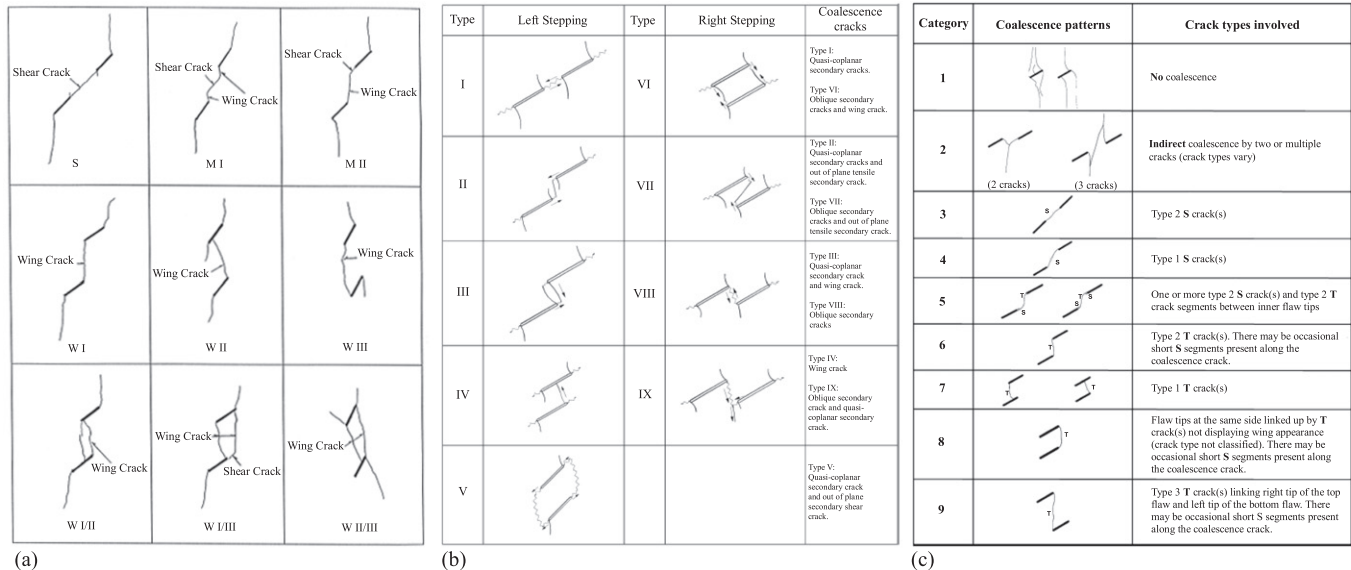 Shear Crack
S
Shear Crack
Wing Crack
M I
Shear Crack
Wing Crack
M II
Wing Crack
W I
Wing Crack
W II
Wing Crack
W III
Wing Crack
W I/II
Wing Crack
Shear Crack
W I/III
Wing Crack
W II/III
(a)
Type
Left Stepping
Type
Right Stepping
Coalescence
cracks
I
VI
Type I:
Quasi-coplanar
secondary cracks.
Type VI:
Oblique secondary
cracks and wing crack.
II
VII
Type II:
Quasi-coplanar
secondary cracks and
out of plane tensile
secondary crack.
Type VII:
Oblique secondary
cracks and out of plane
tensile secondary crack.
III
VIII
Type III:
Quasi-coplanar
secondary crack
and wing crack.
Type VIII:
Oblique secondary
cracks
IV
IX
Type IV:
Wing crack
Type IX:
Oblique secondary
crack and quasi-
coplanar secondary
crack.
V
Type V:
Quasi-coplanar
secondary crack
and out of plane
secondary shear
crack.
(b)
Category
Coalescence patterns
Crack types involved
1
No coalescence
2
(2 cracks)
(3 cracks)
Indirect coalescence by two or multiple
cracks (crack types vary)
3
S
Type 2 S crack(s)
4
S
Type 1 S crack(s)
5
T
S
T
S
S
One or more type 2 S crack(s) and type 2 T
crack segments between inner flaw tips
6
T
Type 2 T crack(s). There may be occasional
short S segments present along the
coalescence crack.
7
T
T
Type 1 T crack(s)
8
T
Flaw tips at the same side linked up by T
crack(s) not displaying wing appearance
(crack type not classified). There may be
occasional short S segments present along
the coalescence crack.
9
T
Type 3 T crack(s) linking right tip of the top
flaw and left tip of the bottom flaw. There
may be occasional short S segments present
along the coalescence crack.
(c)